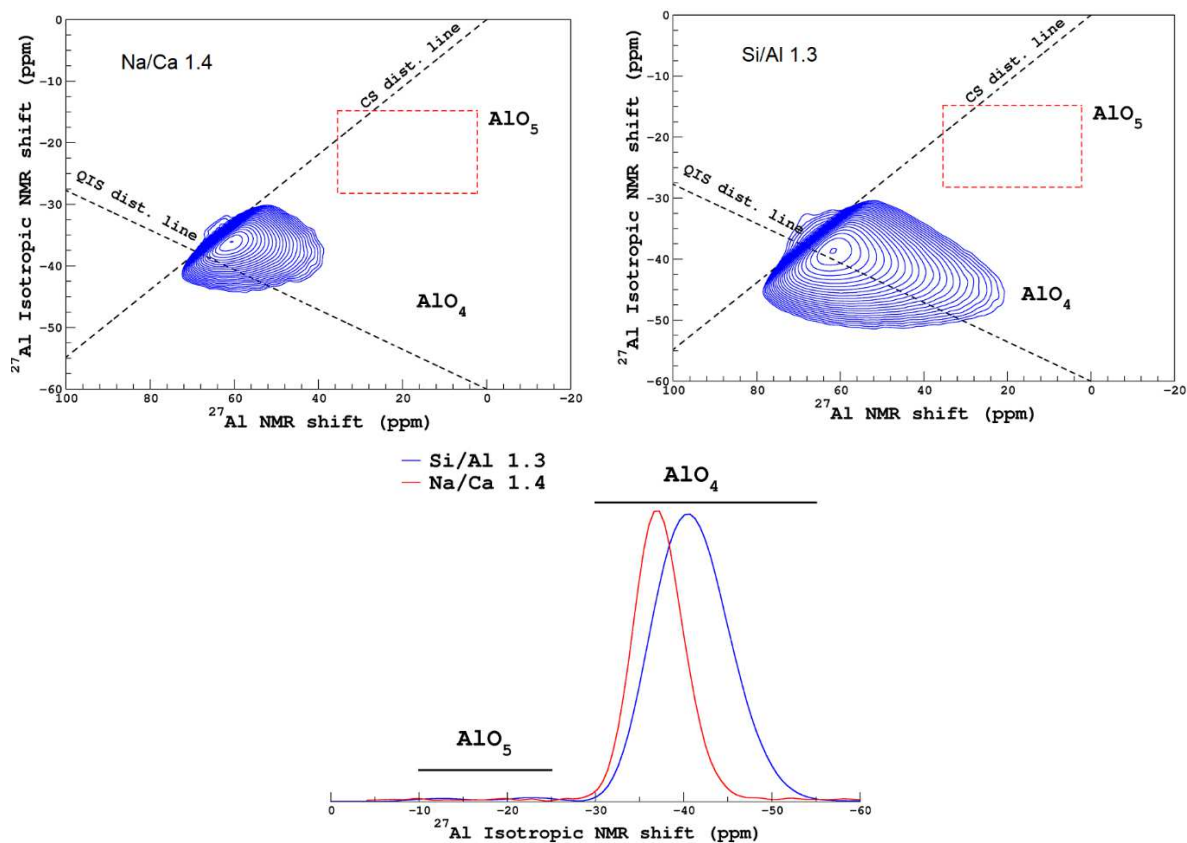 Na/Ca 1.4
CS dist. line
QIS dist. line
AlO₅
AlO₄
²⁷Al Isotropic NMR shift (ppm)
0
−10
−20
−30
−40
−50
−60
100
80
60
40
20
0
−20
²⁷Al NMR shift (ppm)
Si/Al 1.3
CS dist. line
QIS dist. line
AlO₅
AlO₄
²⁷Al Isotropic NMR shift (ppm)
0
−10
−20
−30
−40
−50
−60
100
80
60
40
20
0
−20
²⁷Al NMR shift (ppm)
Si/Al 1.3
Na/Ca 1.4
AlO₄
AlO₅
0
−10
−20
−30
−40
−50
−60
²⁷Al Isotropic NMR shift (ppm)